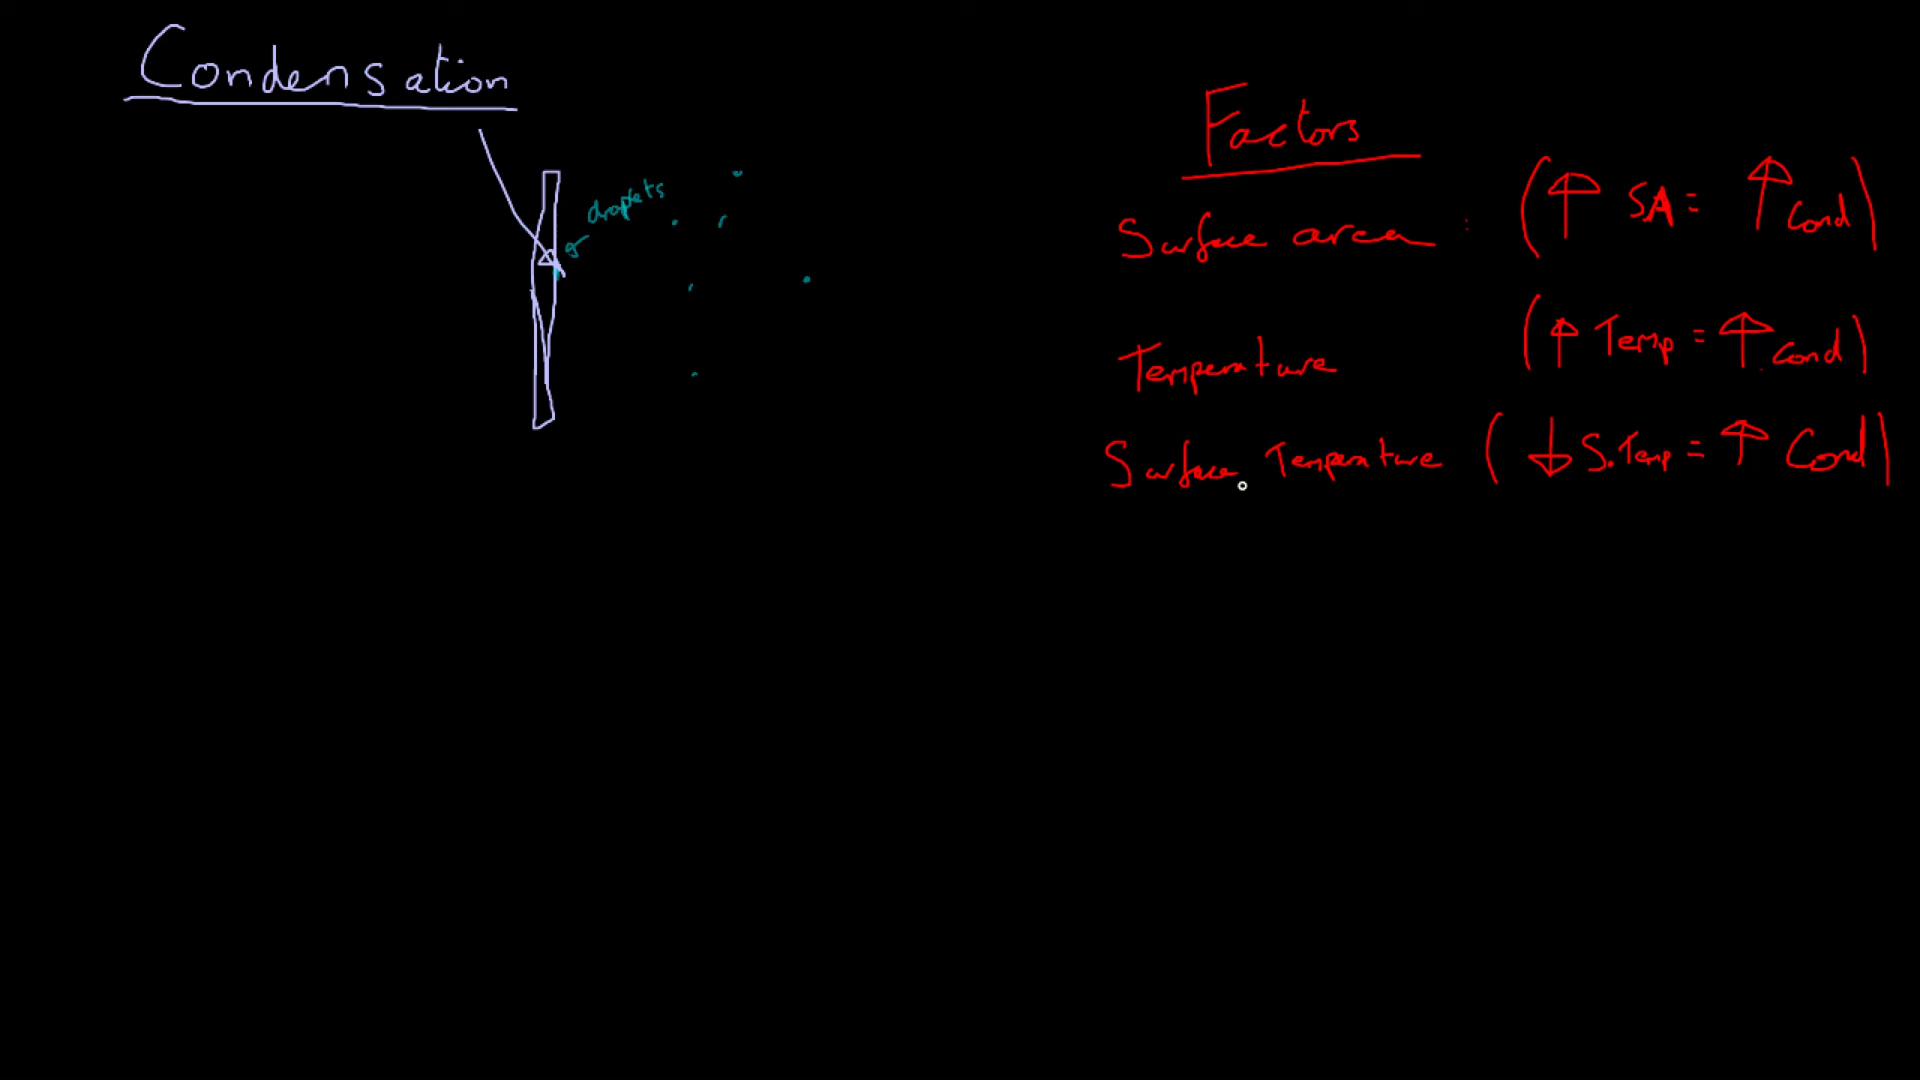 Condensation
droplets
Factors
Surface area : (↑ SA = ↑ Cond)
Temperature (↑ Temp = ↑ Cond)
Surface Temperature (↓ S.Temp = ↑ Cond)